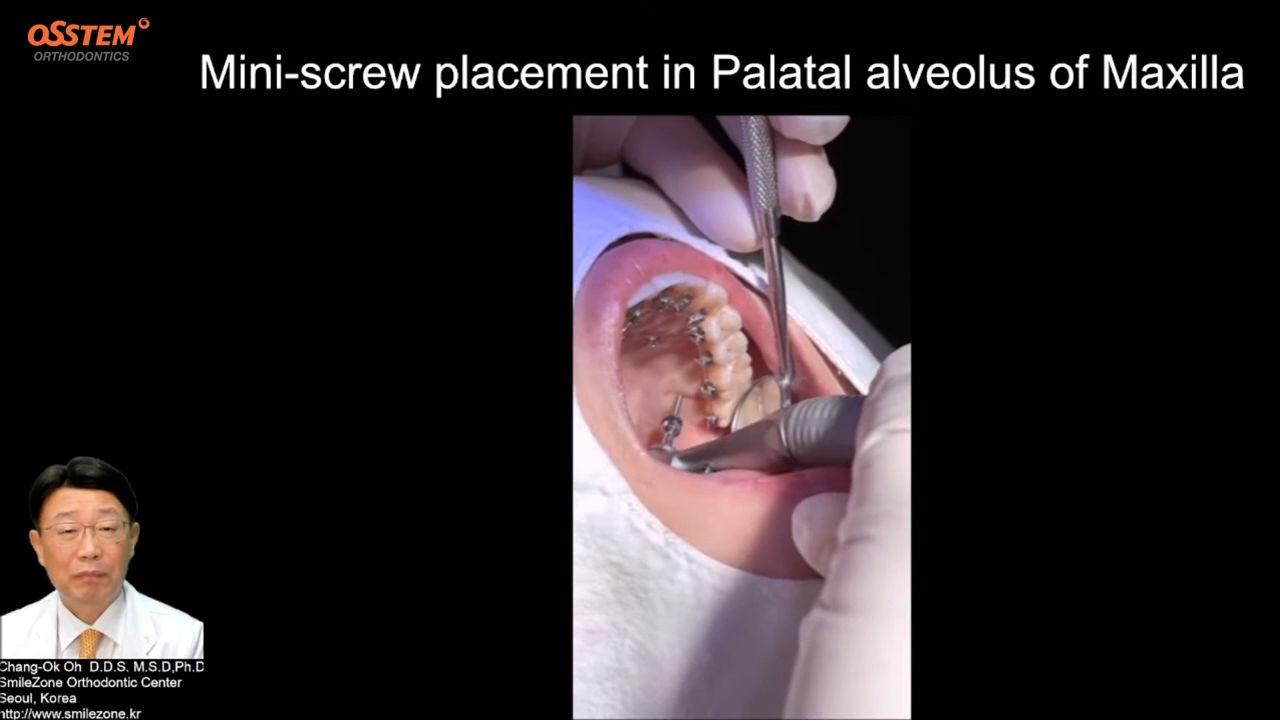 OSSTEM
ORTHODONTICS
Mini-screw placement in Palatal alveolus of Maxilla
Chang-Ok Oh D.D.S. M.S.D,Ph.D
SmileZone Orthodontic Center
Seoul, Korea
http://www.smilezone.kr